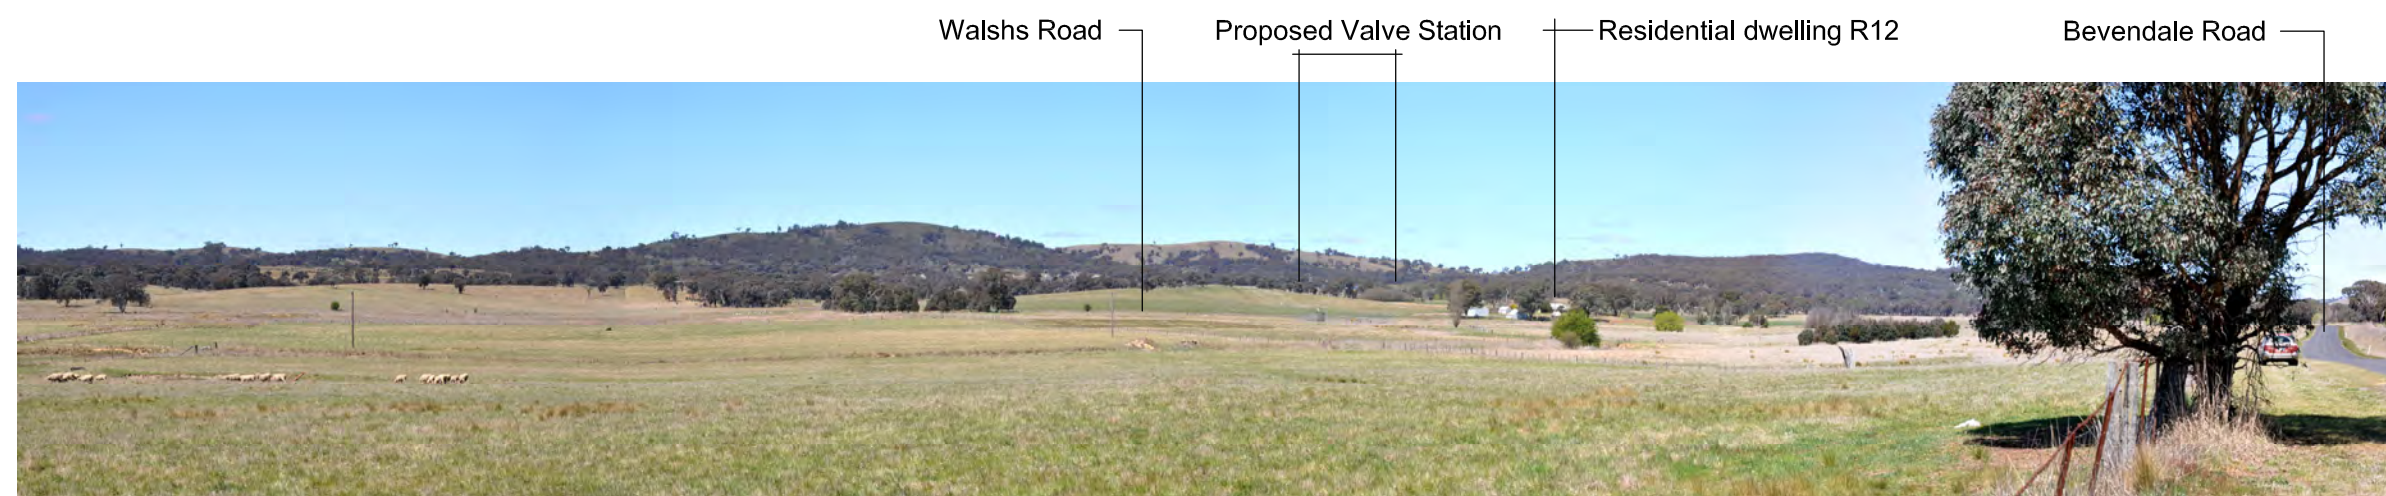 Walshs Road
Proposed Valve Station
Residential dwelling R12
Bevendale Road